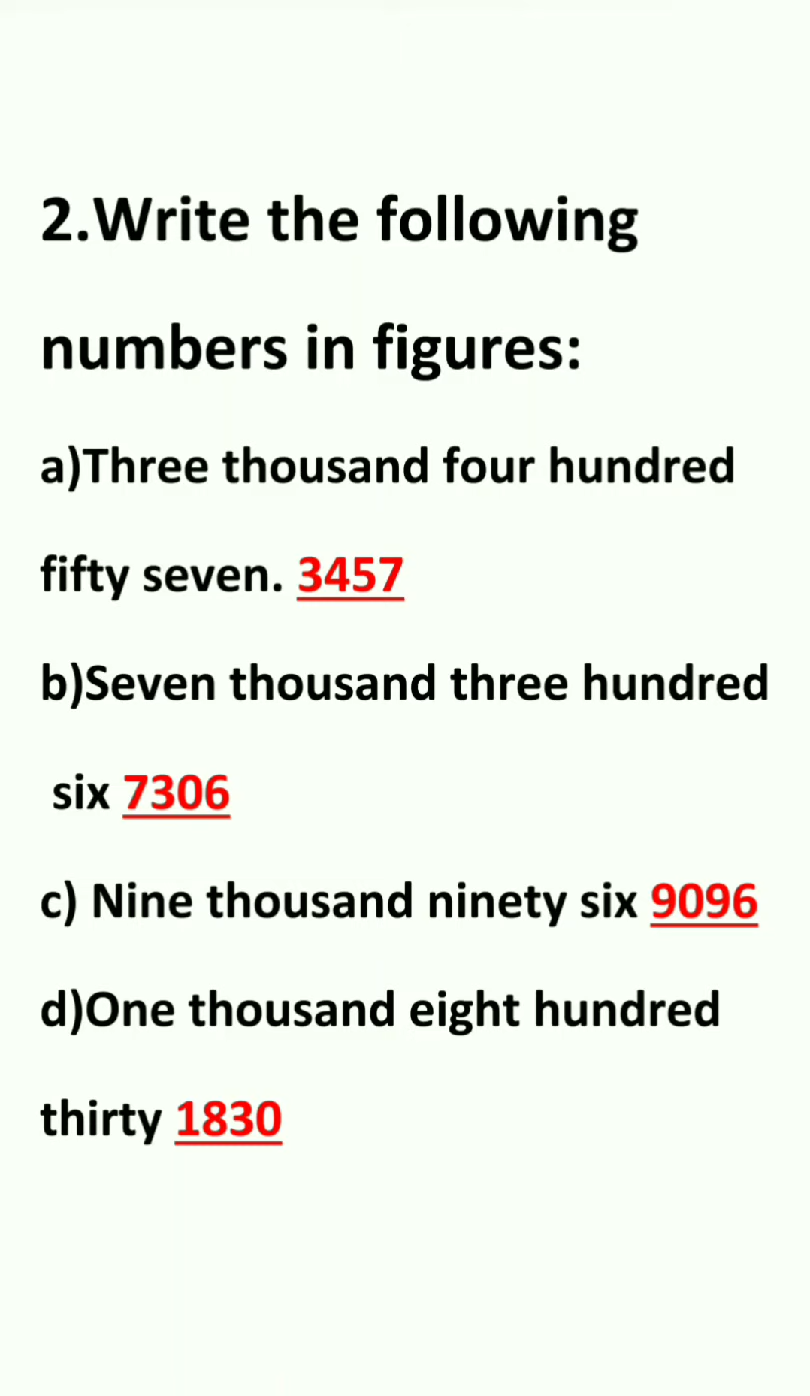 2.Write the following
numbers in figures:
a)Three thousand four hundred
fifty seven. 3457
b)Seven thousand three hundred
six 7306
c) Nine thousand ninety six 9096
d)One thousand eight hundred
thirty 1830